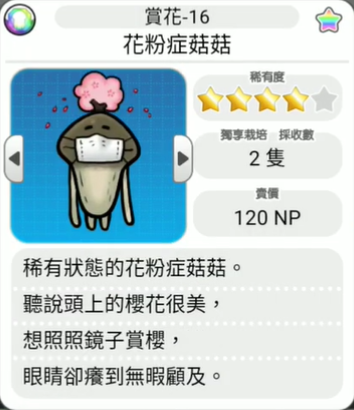 賞花-16
花粉症菇菇
稀有度
獨享栽培 採收數
2 隻
賣價
120 NP
稀有狀態的花粉症菇菇。
聽說頭上的櫻花很美，
想照照鏡子賞櫻，
眼睛卻癢到無暇顧及。